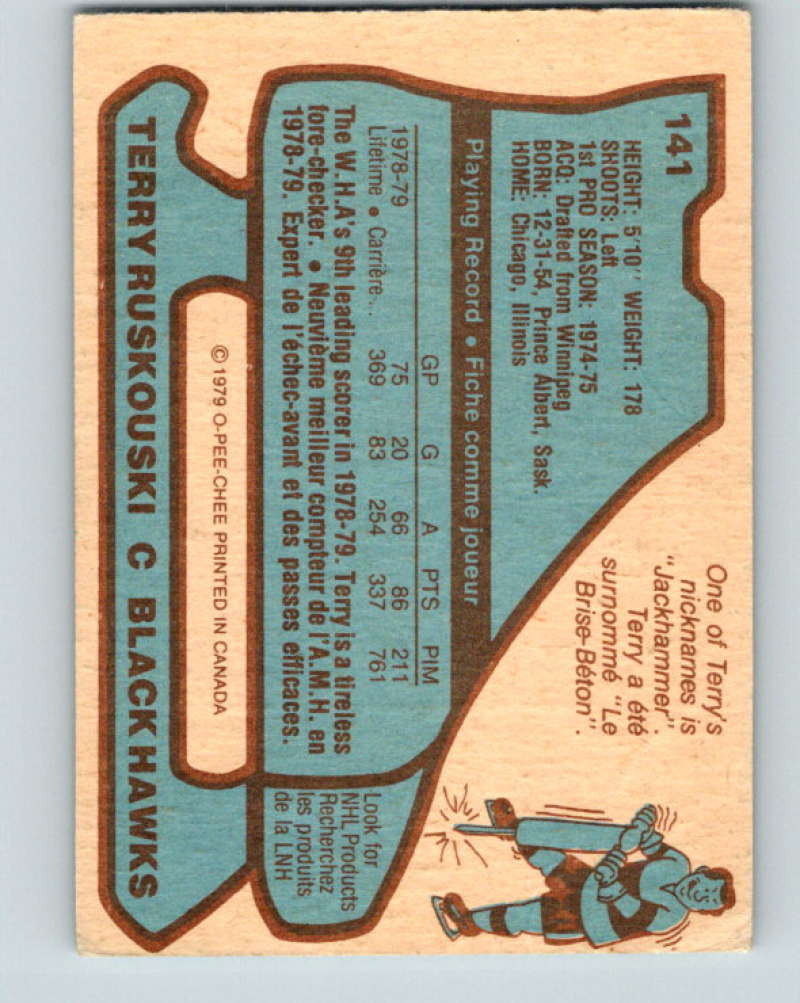 141
HEIGHT: 5'10" WEIGHT: 178
SHOOTS: Left
1st PRO SEASON: 1974-75
ACQ: Drafted from Winnipeg
BORN: 12-31-54, Prince Albert, Sask.
HOME: Chicago, Illinois
One of Terry's
nicknames is
"Jackhammer".
Terry a été
surnommé "Le
Brise-Béton".
Playing Record • Fiche comme joueur
GP G A PTS PIM
1978-79 75 20 66 86 211
Lifetime • Carrière... 369 83 254 337 761
The W.H.A's 9th leading scorer in 1978-79. Terry is a tireless
fore-checker. • Neuvième meilleur compteur de l'A.M.H. en
1978-79. Expert de l'échec-avant et des passes efficaces.
Look for
NHL Products
Recherchez
les produits
de la LNH
© 1979 O-PEE-CHEE PRINTED IN CANADA
TERRY RUSKOUSKI C BLACK HAWKS